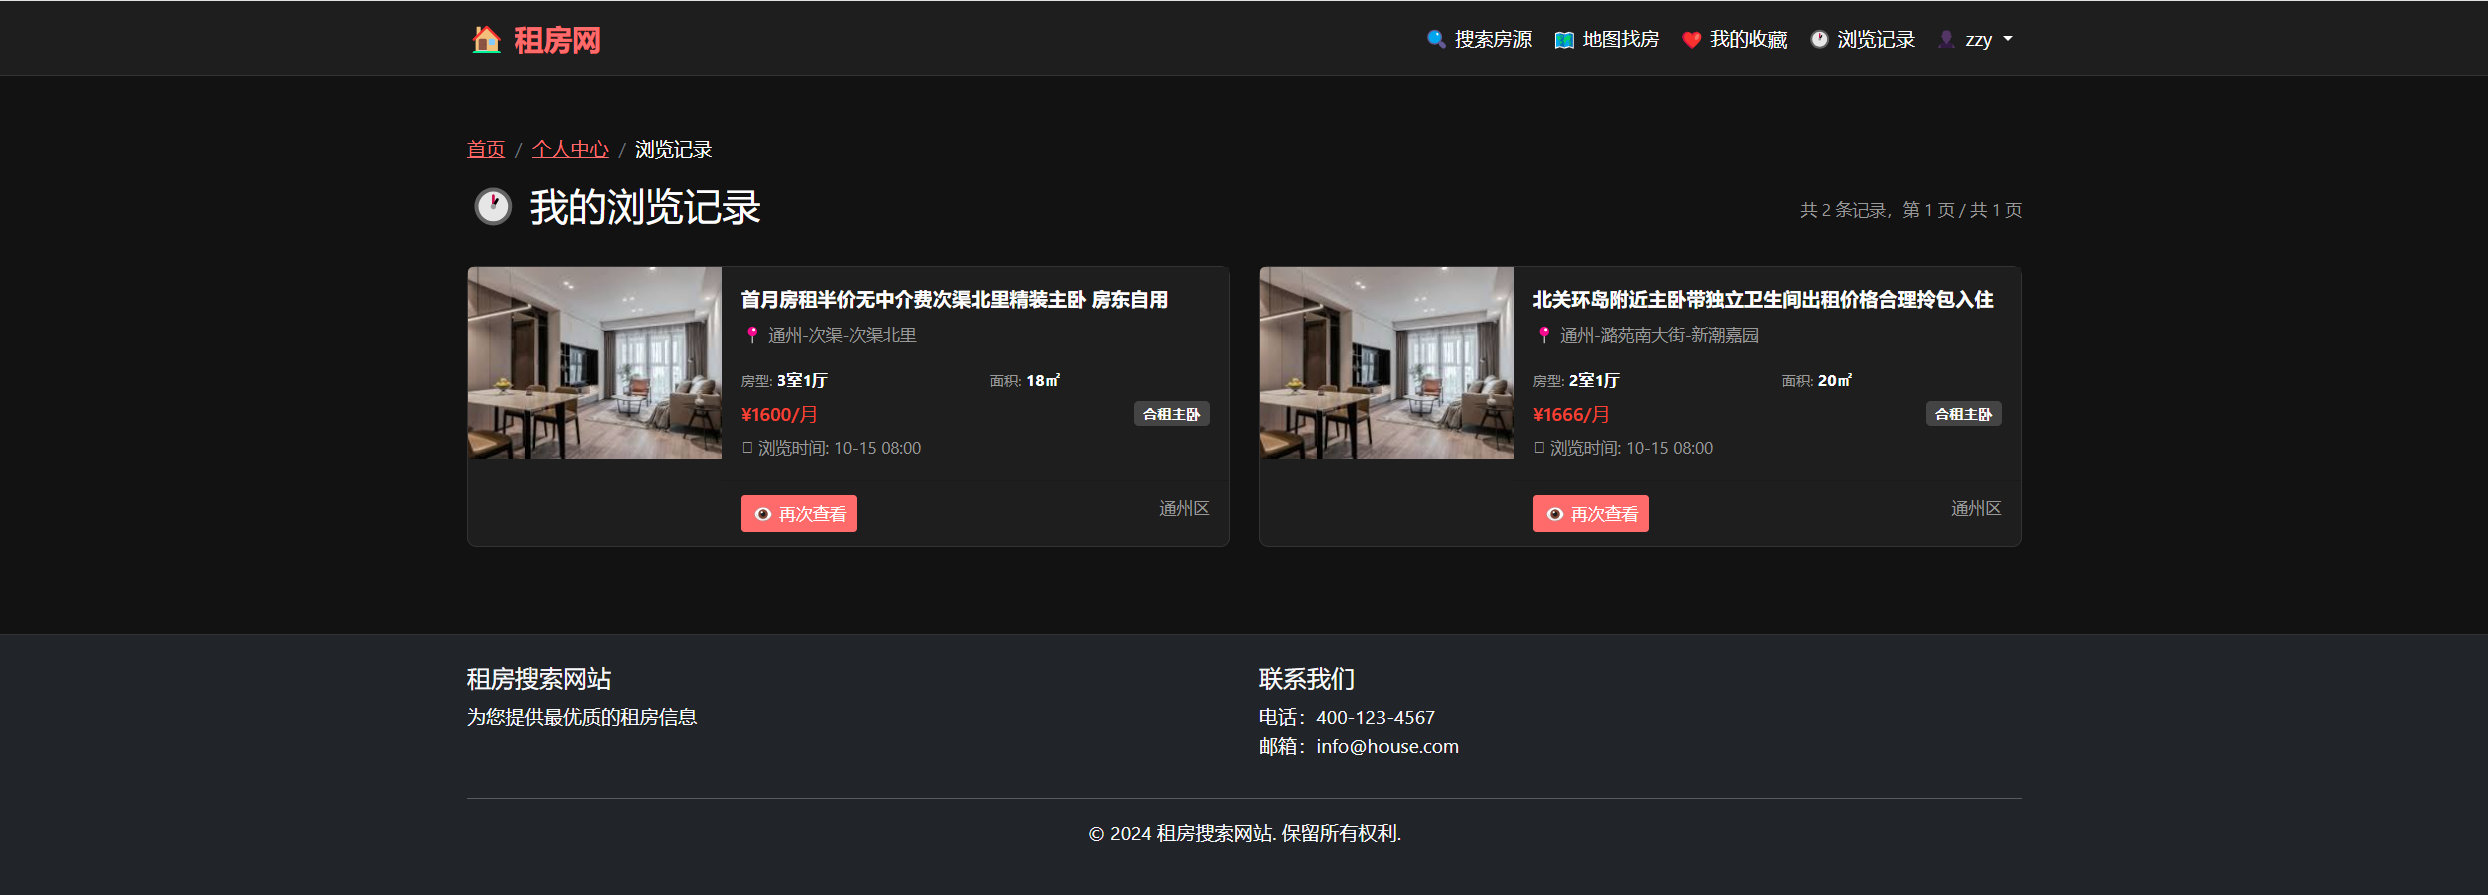 租房网
搜索房源 地图找房 我的收藏 浏览记录 zzy
首页 / 个人中心 / 浏览记录
我的浏览记录
共 2 条记录，第 1 页 / 共 1 页
首月房租半价无中介费次渠北里精装主卧 房东自用
通州-次渠-次渠北里
房型: 3室1厅 面积: 18㎡
¥1600/月 合租主卧
浏览时间: 10-15 08:00
再次查看 通州区
北关环岛附近主卧带独立卫生间出租价格合理拎包入住
通州-潞苑南大街-新潮嘉园
房型: 2室1厅 面积: 20㎡
¥1666/月 合租主卧
浏览时间: 10-15 08:00
再次查看 通州区
租房搜索网站
为您提供最优质的租房信息
联系我们
电话：400-123-4567
邮箱：info@house.com
© 2024 租房搜索网站. 保留所有权利.